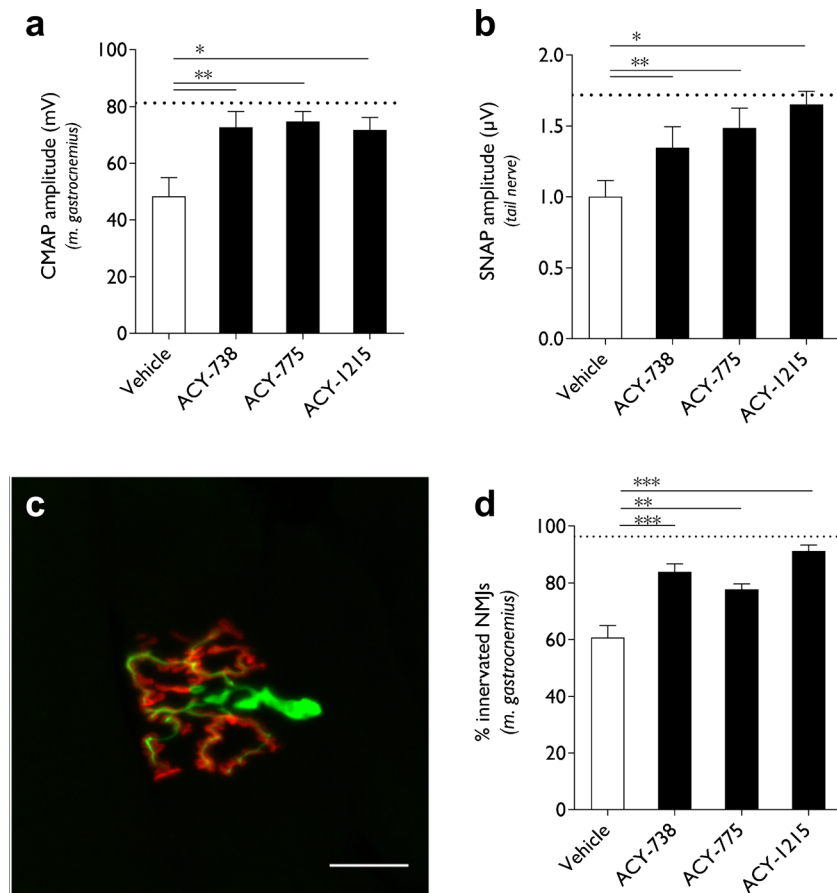 a
100
80
60
40
20
0
CMAP amplitude (mV)
(m. gastrocnemius)
*
**
Vehicle
ACY-738
ACY-775
ACY-1215
b
2.0
1.5
1.0
0.5
0.0
SNAP amplitude (µV)
(tail nerve)
*
**
Vehicle
ACY-738
ACY-775
ACY-1215
c
d
100
80
60
40
20
0
% innervated NMJs
(m. gastrocnemius)
***
**
***
Vehicle
ACY-738
ACY-775
ACY-1215